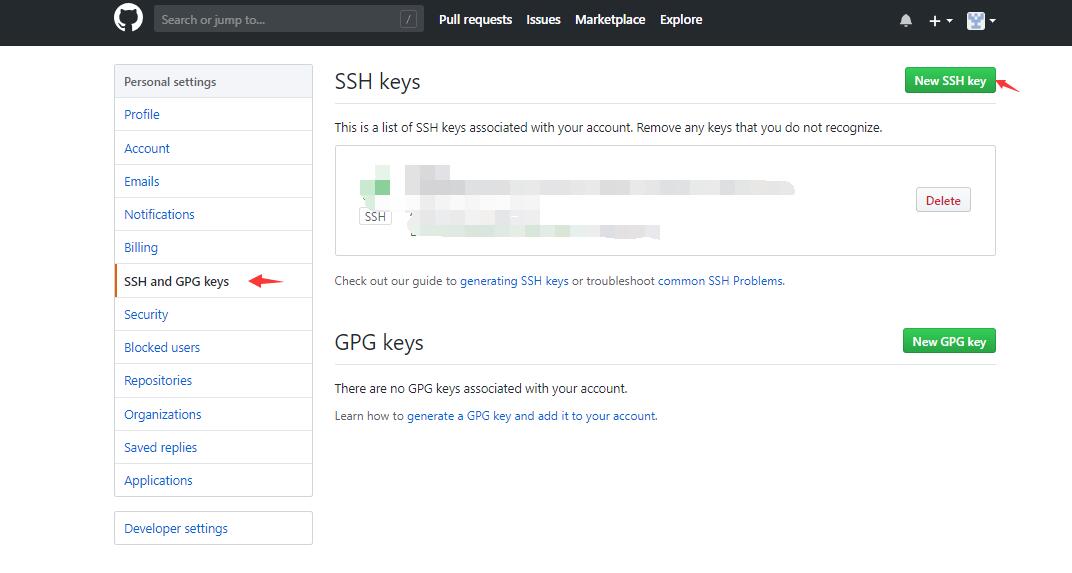 Search or jump to...
/
Pull requests
Issues
Marketplace
Explore
Personal settings
Profile
Account
Emails
Notifications
Billing
SSH and GPG keys
Security
Blocked users
Repositories
Organizations
Saved replies
Applications
Developer settings
SSH keys
New SSH key
This is a list of SSH keys associated with your account. Remove any keys that you do not recognize.
SSH
Delete
Check out our guide to generating SSH keys or troubleshoot common SSH Problems.
GPG keys
New GPG key
There are no GPG keys associated with your account.
Learn how to generate a GPG key and add it to your account.